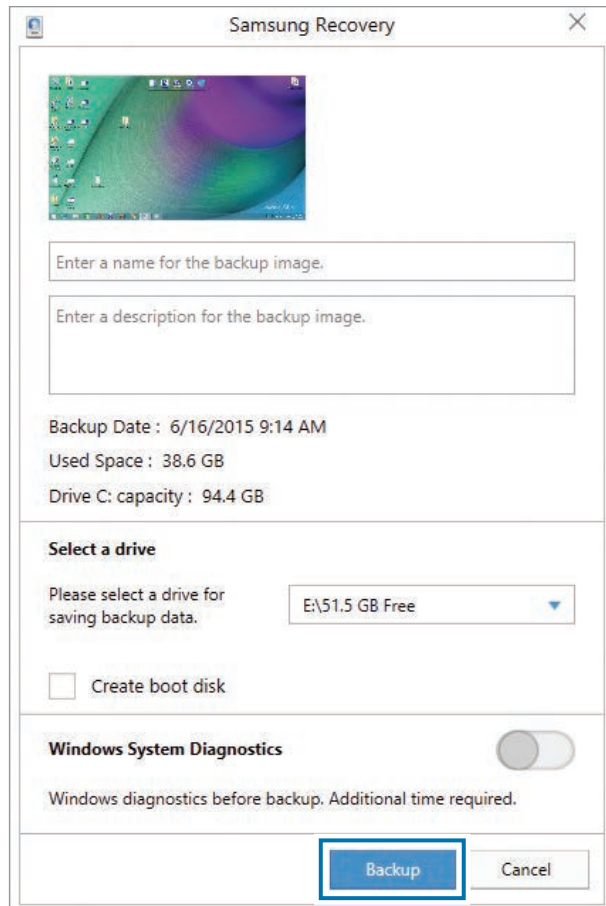 Samsung Recovery
Enter a name for the backup image.
Enter a description for the backup image.
Backup Date : 6/16/2015 9:14 AM
Used Space : 38.6 GB
Drive C: capacity : 94.4 GB
Select a drive
Please select a drive for
saving backup data.
E:\51.5 GB Free
Create boot disk
Windows System Diagnostics
Windows diagnostics before backup. Additional time required.
Backup
Cancel